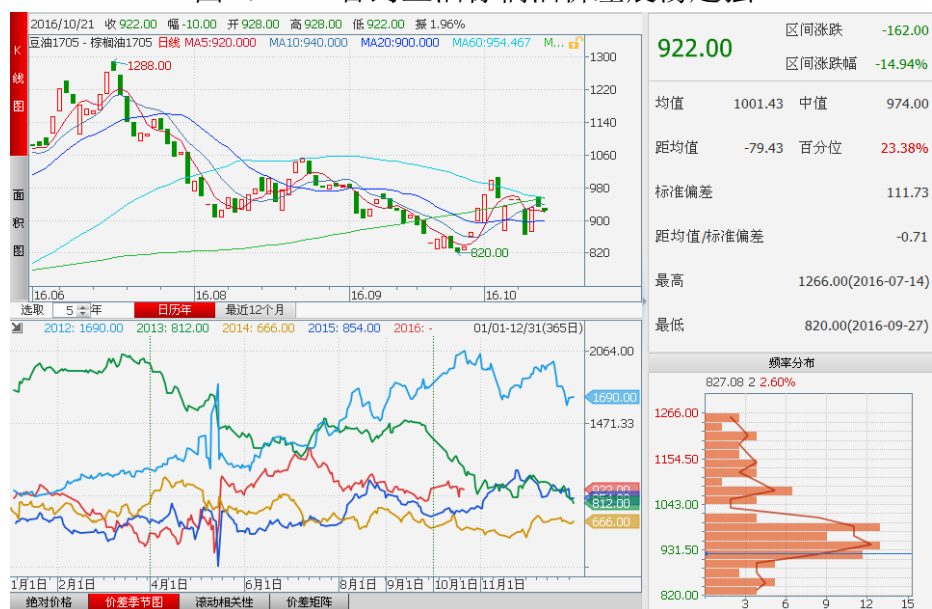 2016/10/21 收 922.00 幅 -10.00 开 928.00 高 928.00 低 922.00 振 1.96%
豆油1705 - 棕榈油1705 日线 MA5:920.000 MA10:940.000 MA20:900.000 MA60:954.467 M...
K线图
面积图
1288.00
820.00
1300
1220
1140
1060
980
900
820
16.06 16.08 16.09 16.10
选取 5 年 日历年 最近12个月
2012: 1690.00 2013: 812.00 2014: 666.00 2015: 854.00 2016: - 01/01-12/31(365日)
2064.00
1690.00
1471.33
922.00
812.00
666.00
1月1日 2月1日 4月1日 6月1日 8月1日 9月1日 10月1日 11月1日
绝对价格 价差季节图 滚动相关性 价差矩阵
922.00
区间涨跌 -162.00
区间涨跌幅 -14.94%
均值 1001.43 中值 974.00
距均值 -79.43 百分位 23.38%
标准偏差 111.73
距均值/标准偏差 -0.71
最高 1266.00(2016-07-14)
最低 820.00(2016-09-27)
频率分布
827.08 2 2.60%
1266.00
1154.50
1043.00
931.50
820.00
3 6 9 12 15